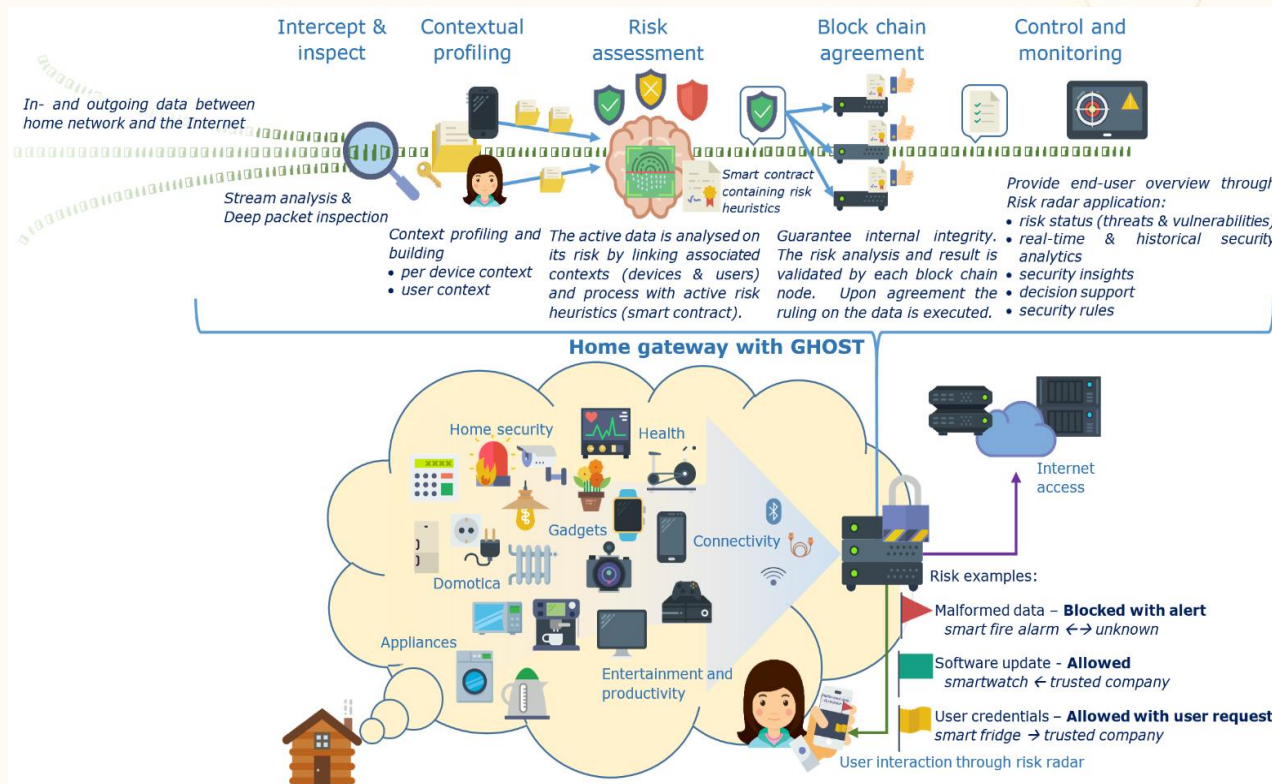 Intercept &
inspect
Contextual
profiling
Risk
assessment
Block chain
agreement
Control and
monitoring
In- and outgoing data between
home network and the Internet
Stream analysis &
Deep packet inspection
Context profiling and
building
• per device context
• user context
Smart contract
containing risk
heuristics
The active data is analysed on
its risk by linking associated
contexts (devices & users)
and process with active risk
heuristics (smart contract).
Guarantee internal integrity.
The risk analysis and result is
validated by each block chain
node. Upon agreement the
ruling on the data is executed.
Provide end-user overview through
Risk radar application:
• risk status (threats & vulnerabilities)
• real-time & historical security
analytics
• security insights
• decision support
• security rules
Home gateway with GHOST
Home security
Health
Gadgets
Connectivity
Domotica
Appliances
Entertainment and
productivity
Internet
access
Risk examples:
Malformed data – Blocked with alert
smart fire alarm ←→ unknown
Software update - Allowed
smartwatch ← trusted company
User credentials – Allowed with user request
smart fridge → trusted company
User interaction through risk radar